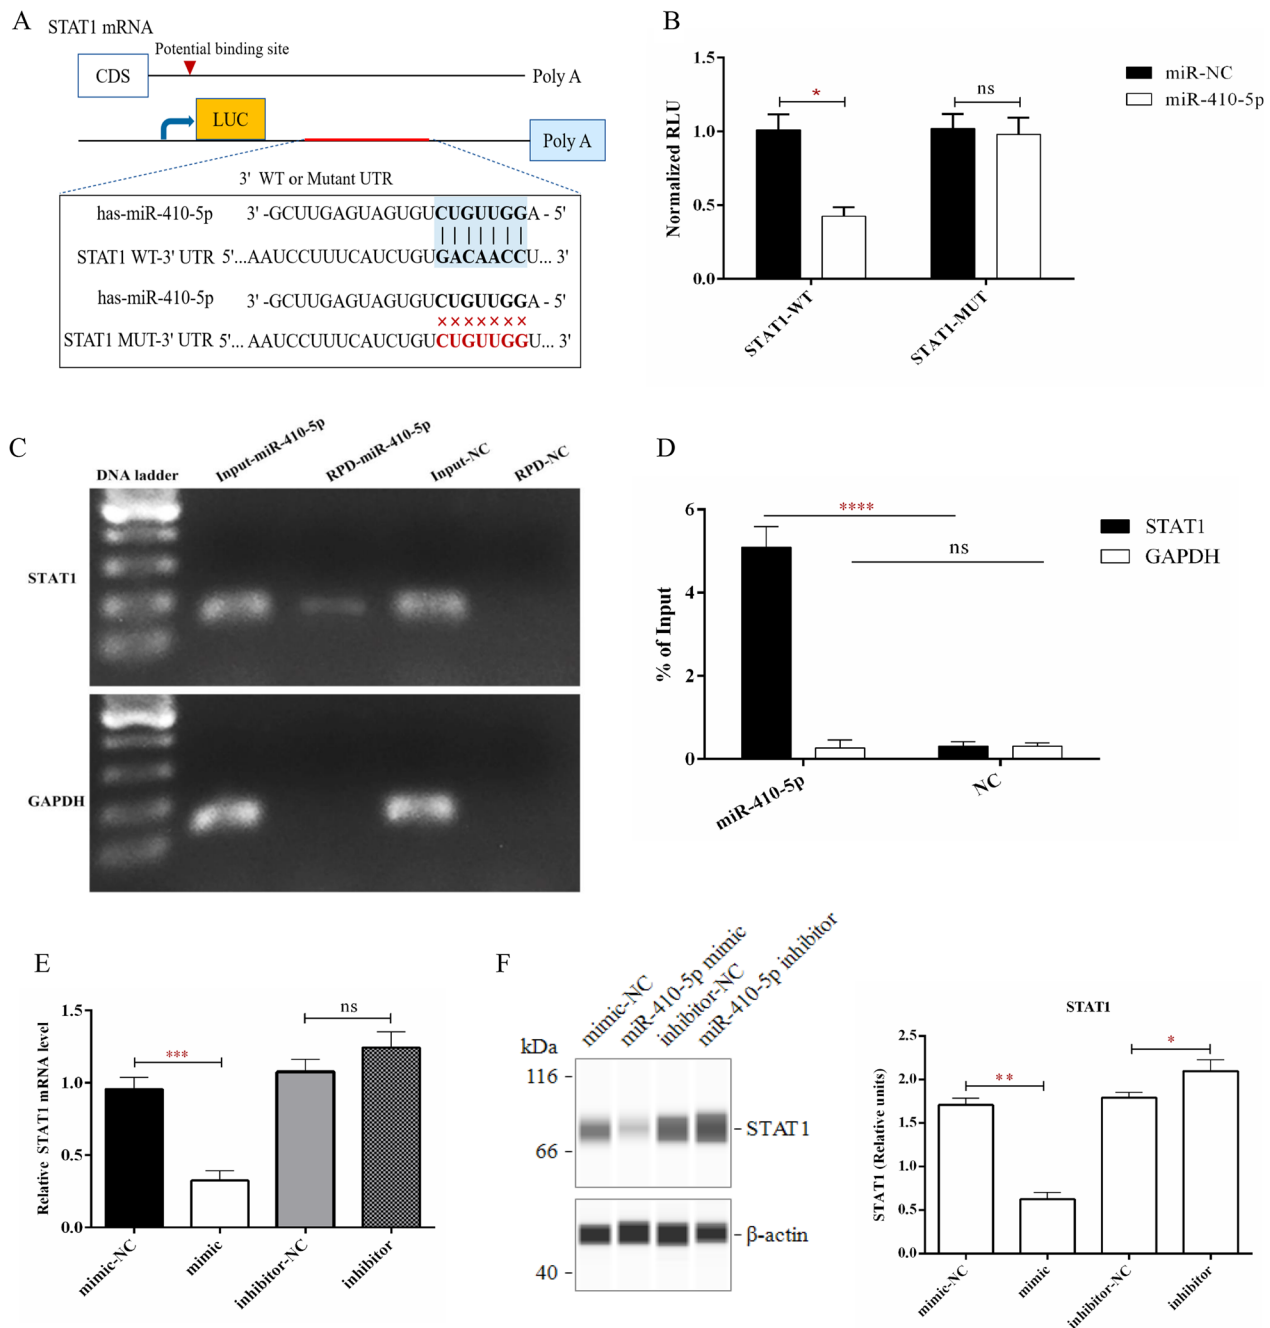 A
STAT1 mRNA
Potential binding site
CDS
Poly A
LUC
Poly A
3' WT or Mutant UTR
has-miR-410-5p 3' -GCUUGAGUAGUGUCUGUUGGA - 5'
STAT1 WT-3' UTR 5'...AAUCCUUUCAUCUGUGACAACCU... 3'
has-miR-410-5p 3' -GCUUGAGUAGUGUCUGUUGGA - 5'
×××××××
STAT1 MUT-3' UTR 5'... AAUCCUUUCAUCUGUCUGUUGGU... 3'
B
Normalized RLU
1.5
1.0
0.5
0.0
*
ns
STAT1-WT
STAT1-MUT
miR-NC
miR-410-5p
C
DNA ladder
Input-miR-410-5p
RPD-miR-410-5p
Input-NC
RPD-NC
STAT1
GAPDH
D
% of Input
6
4
2
0
****
ns
miR-410-5p
NC
STAT1
GAPDH
E
Relative STAT1 mRNA level
1.5
1.0
0.5
0.0
***
ns
mimic-NC
mimic
inhibitor-NC
inhibitor
F
mimic-NC
miR-410-5p mimic
inhibitor-NC
miR-410-5p inhibitor
kDa
116
66
40
STAT1
β-actin
STAT1
STAT1 (Relative units)
2.5
2.0
1.5
1.0
0.5
0.0
**
*
mimic-NC
mimic
inhibitor-NC
inhibitor